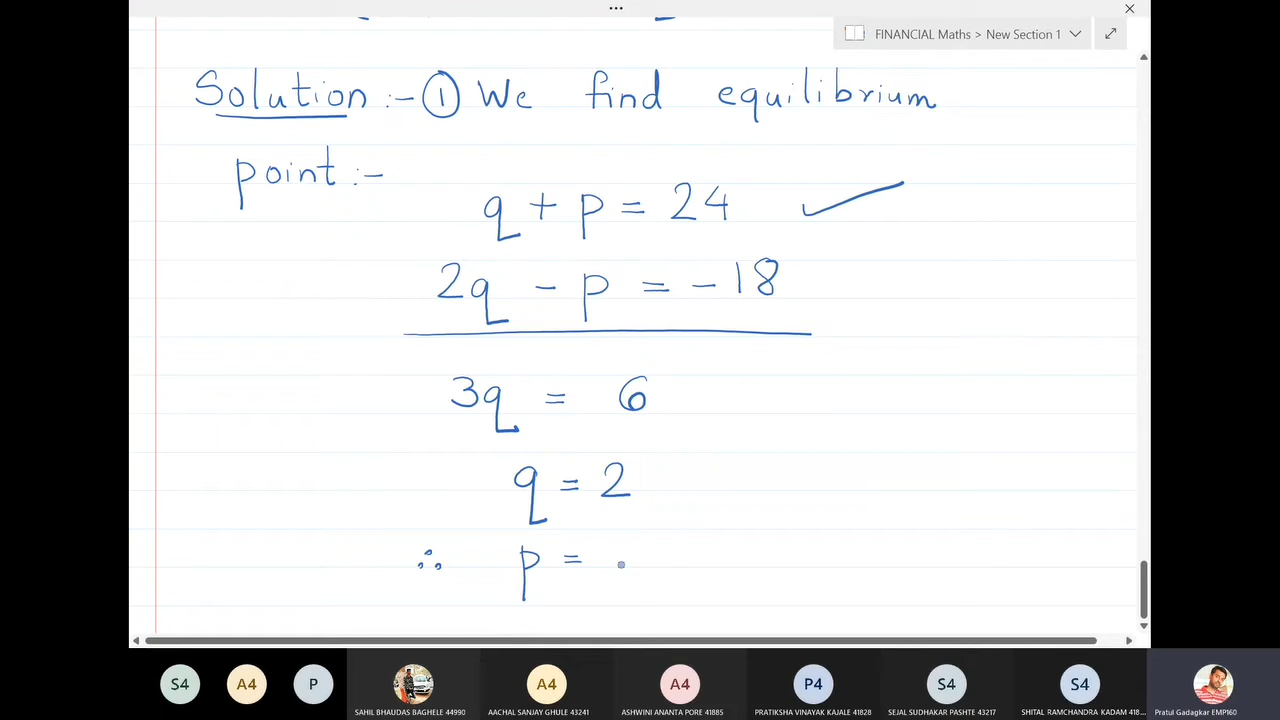 FINANCIAL Maths > New Section 1
Solution :- ① We find equilibrium
point :-
q + p = 24
2q - p = -18
3q = 6
q = 2
∴ p =
S4
A4
P
A4
A4
P4
S4
S4
SAHIL BHAUDAS BAGHELE 44990
AACHAL SANJAY GHULE 43241
ASHWINI ANANTA PORE 41885
PRATIKSHA VINAYAK KAJALE 41828
SEJAL SUDHAKAR PASHTE 43217
SHITAL RAMCHANDRA KADAM 418...
Pratul Gadagkar EMP160